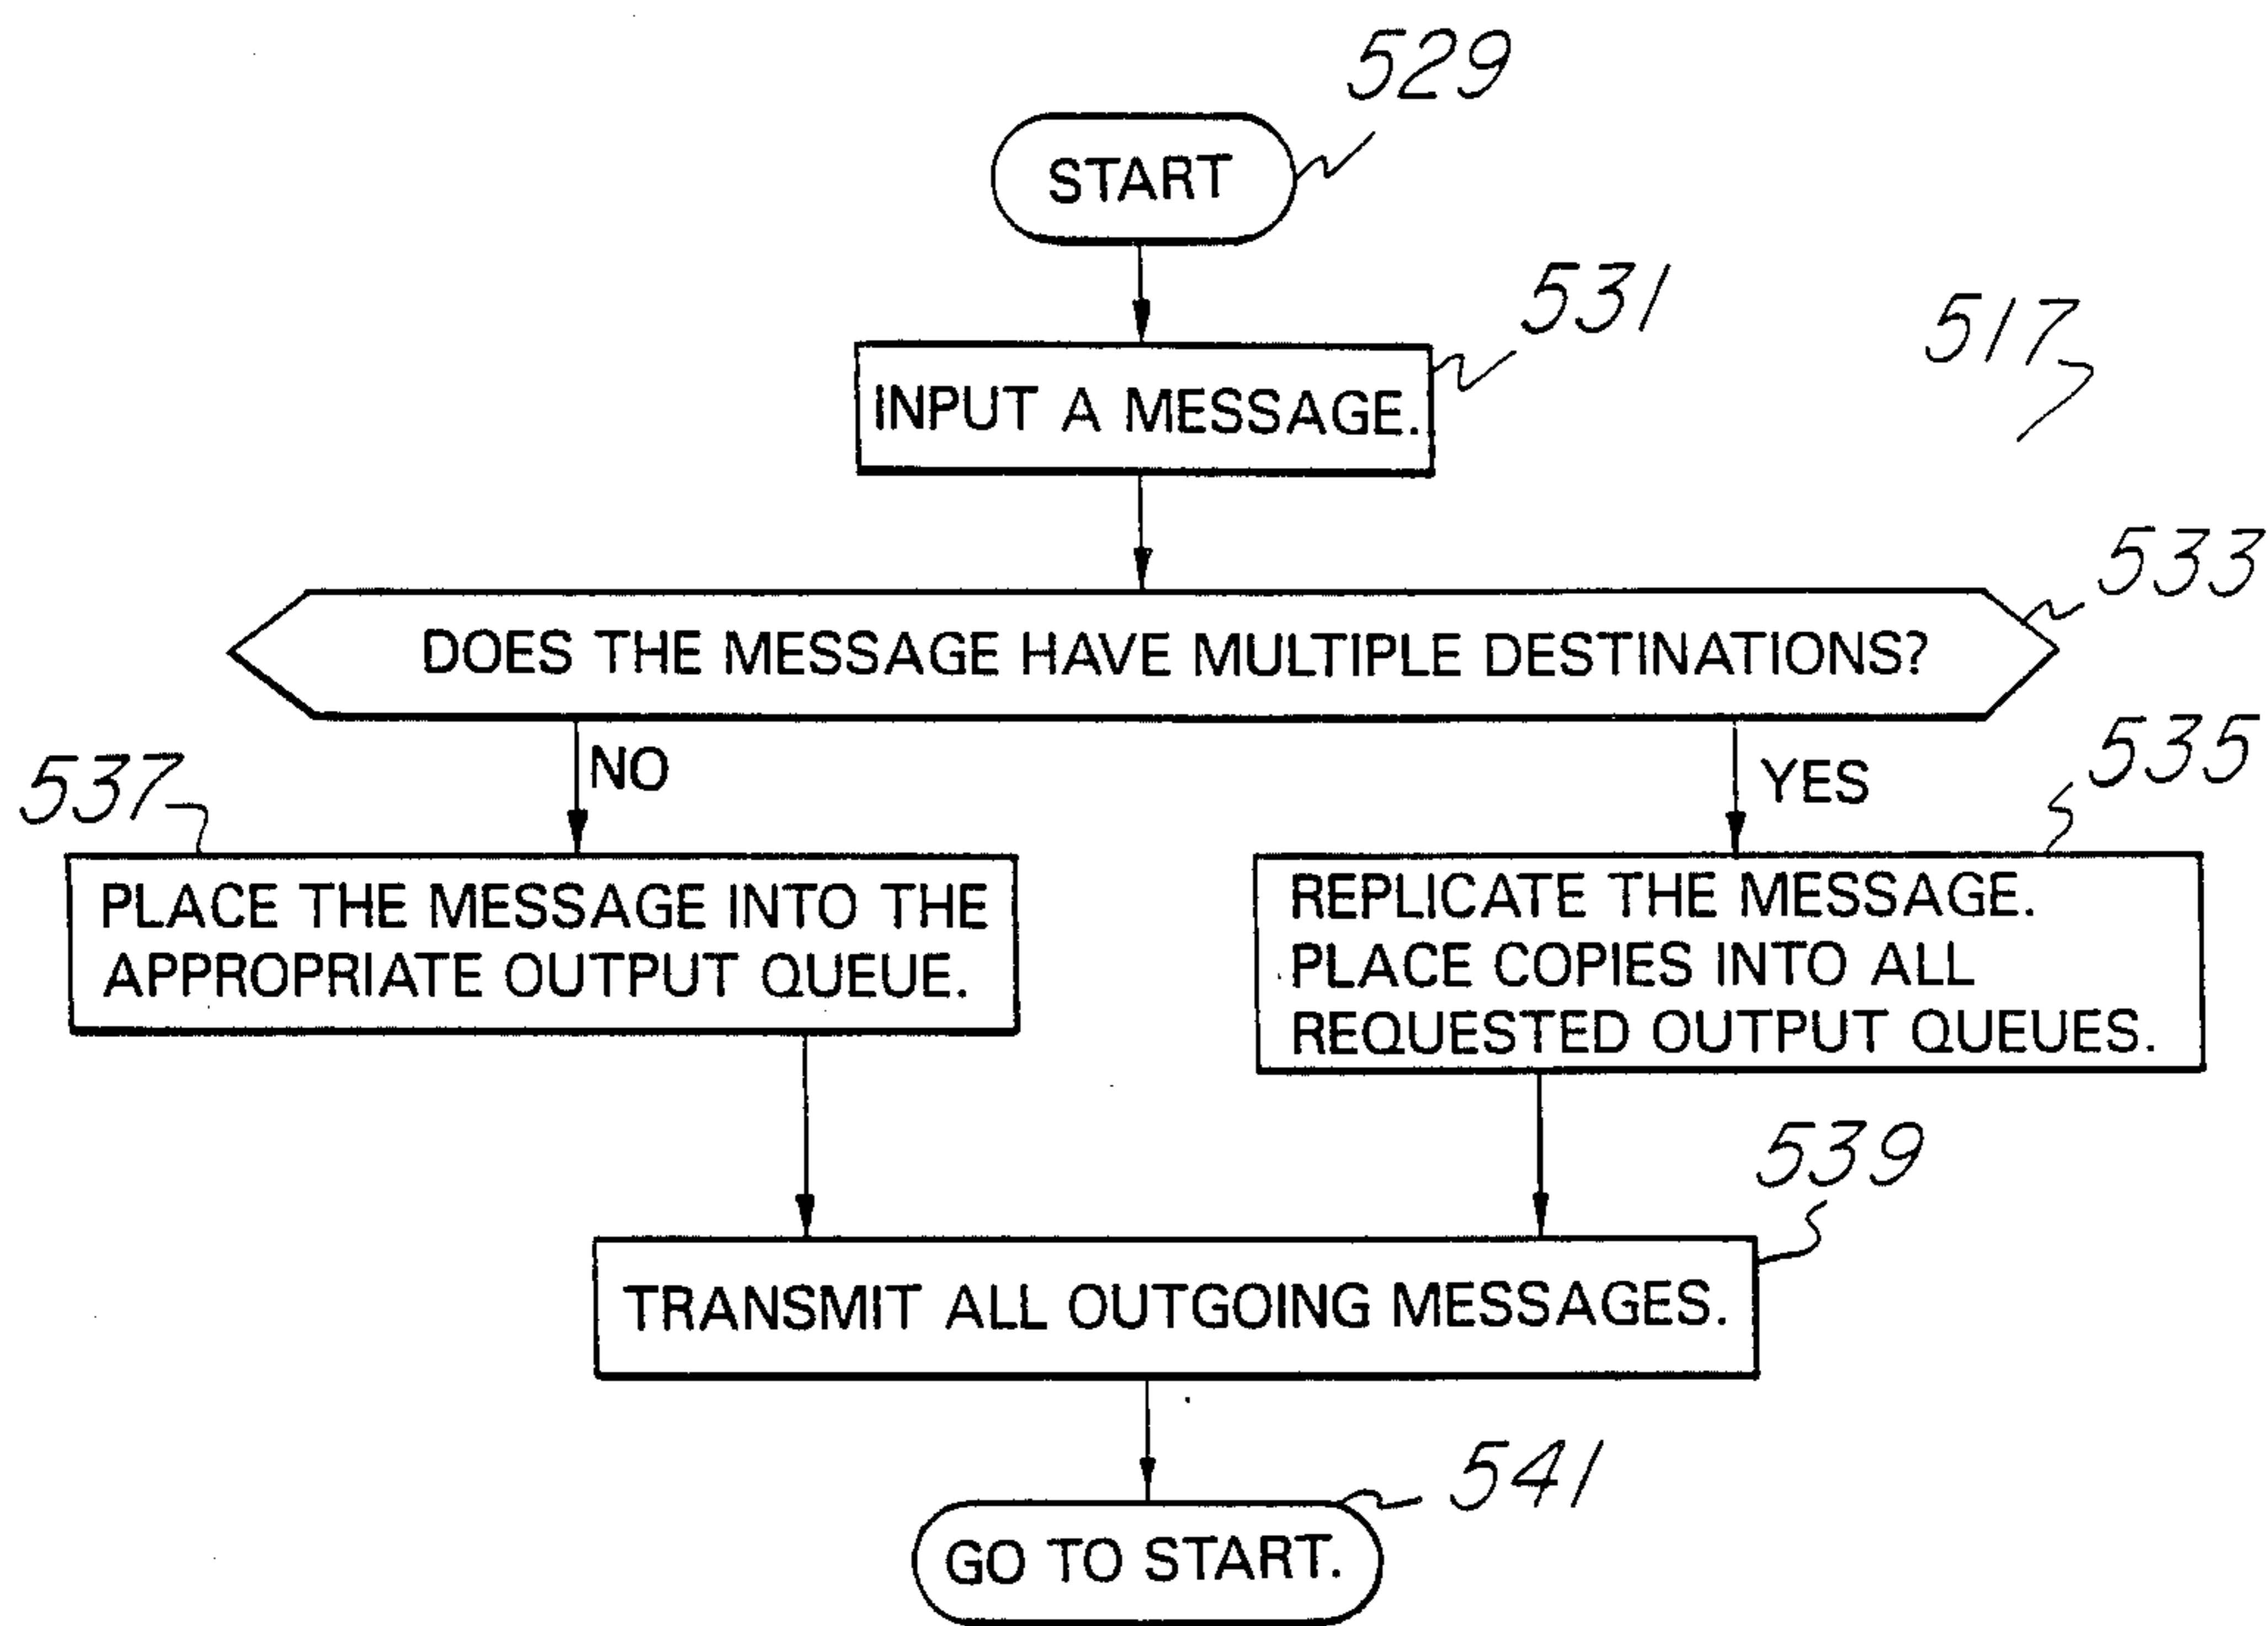 529
START
531
INPUT A MESSAGE.
517
533
DOES THE MESSAGE HAVE MULTIPLE DESTINATIONS?
NO
YES
537
535
PLACE THE MESSAGE INTO THE
APPROPRIATE OUTPUT QUEUE.
REPLICATE THE MESSAGE.
PLACE COPIES INTO ALL
REQUESTED OUTPUT QUEUES.
539
TRANSMIT ALL OUTGOING MESSAGES.
541
GO TO START.